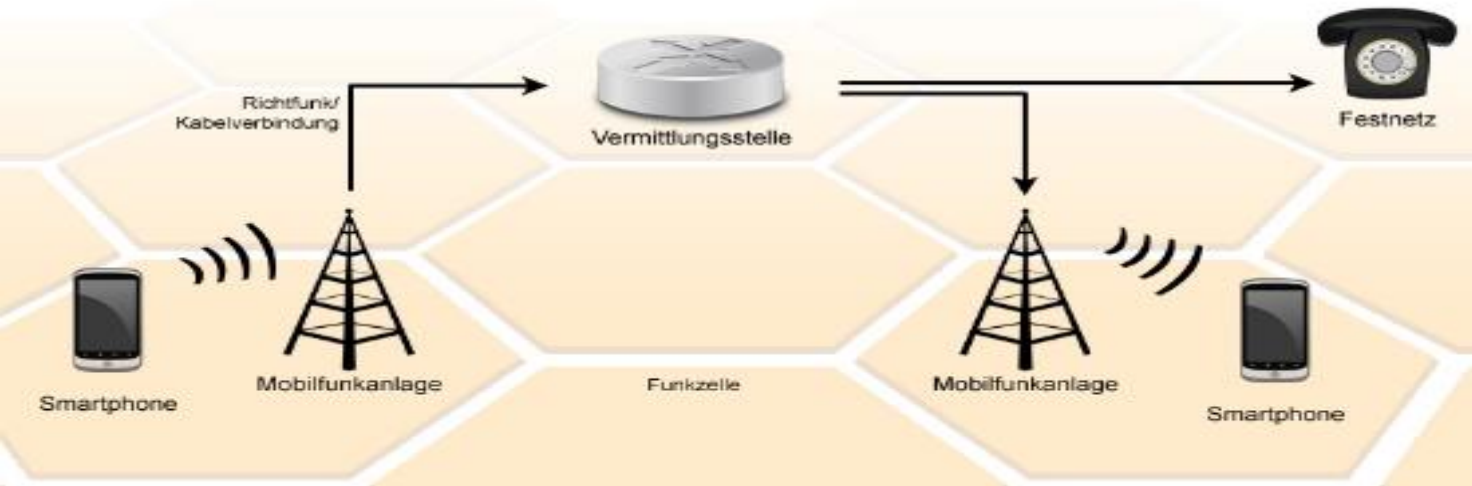 Richtfunk/
Kabelverbindung
Vermittlungsstelle
Festnetz
Smartphone
Mobilfunkanlage
Funkzelle
Mobilfunkanlage
Smartphone